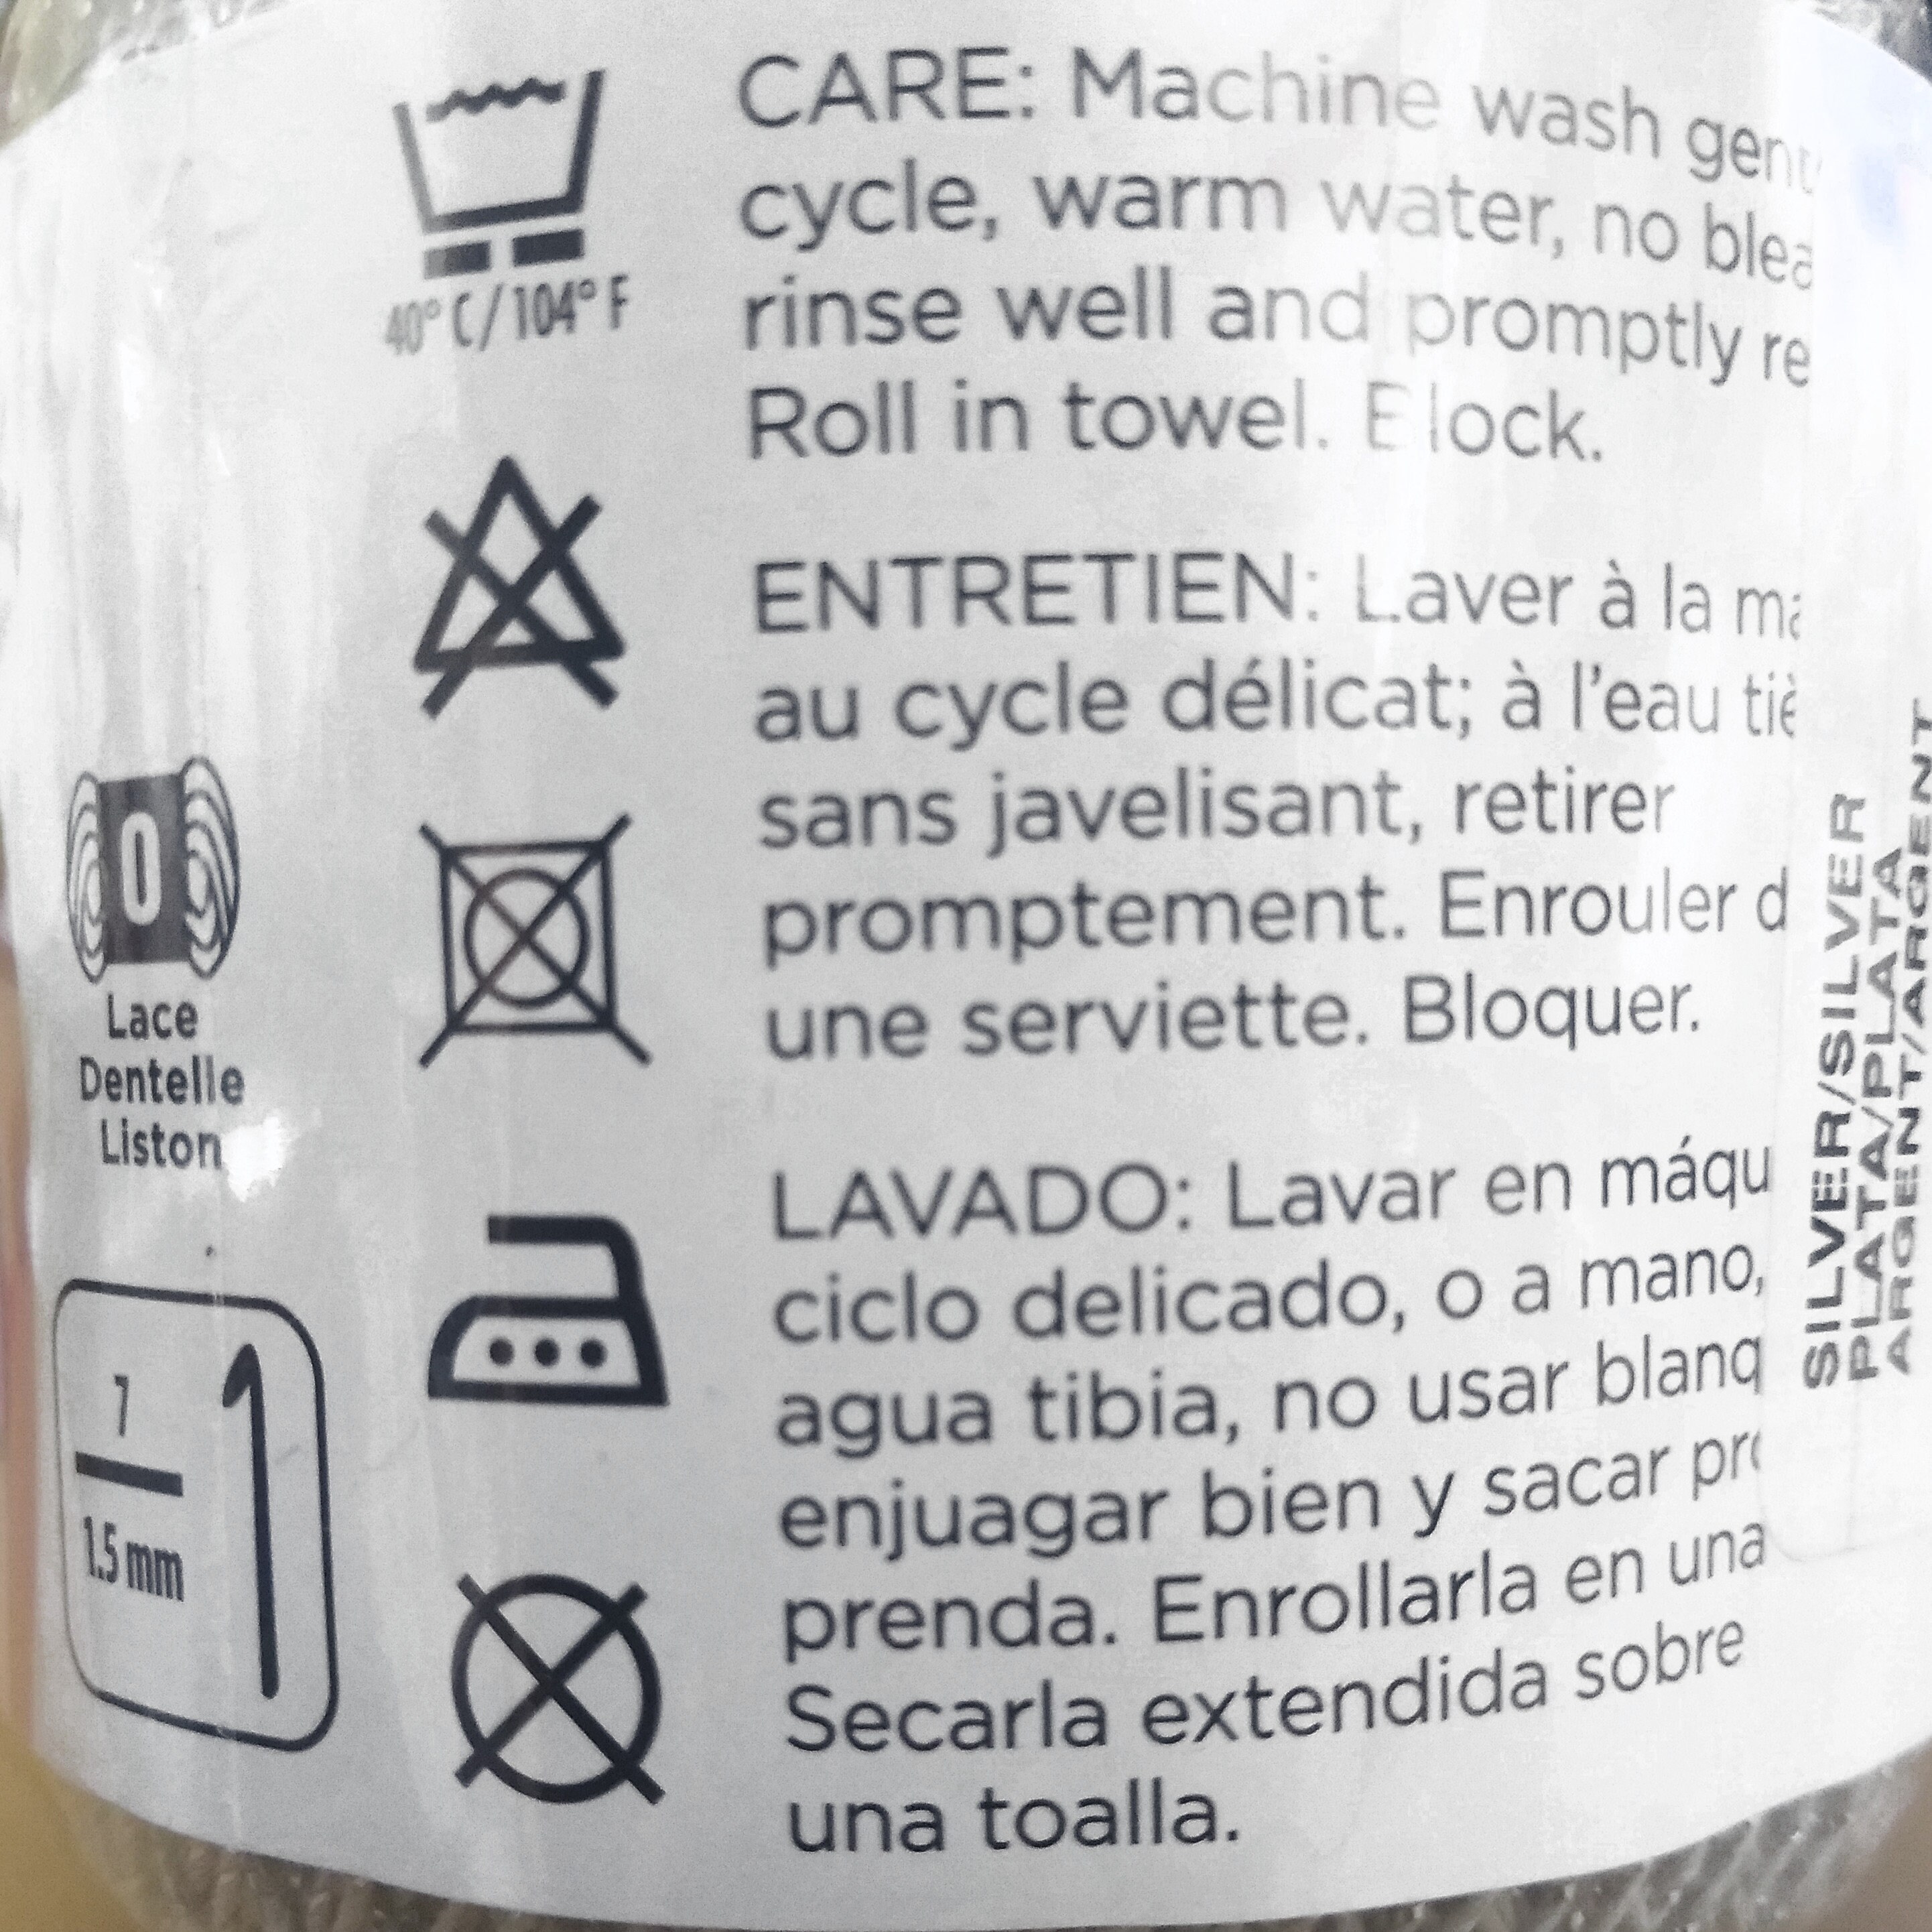 40° C / 104° F
CARE: Machine wash
cycle, warm water, no
rinse well and promptly
Roll in towel. Block.
ENTRETIEN: Laver à la
au cycle délicat; à l'eau
sans javelisant, retirer
promptement. Enrouler
une serviette. Bloquer.
LAVADO: Lavar en
ciclo delicado, o a mano,
agua tibia, no usar
enjuagar bien y sacar
prenda. Enrollarla en una
Secarla extendida sobre
una toalla.
0
Lace
Dentelle
Liston
7
1.5 mm
SILVER/SILVER
PLATA/PLATA
ARGENT/ARGENT